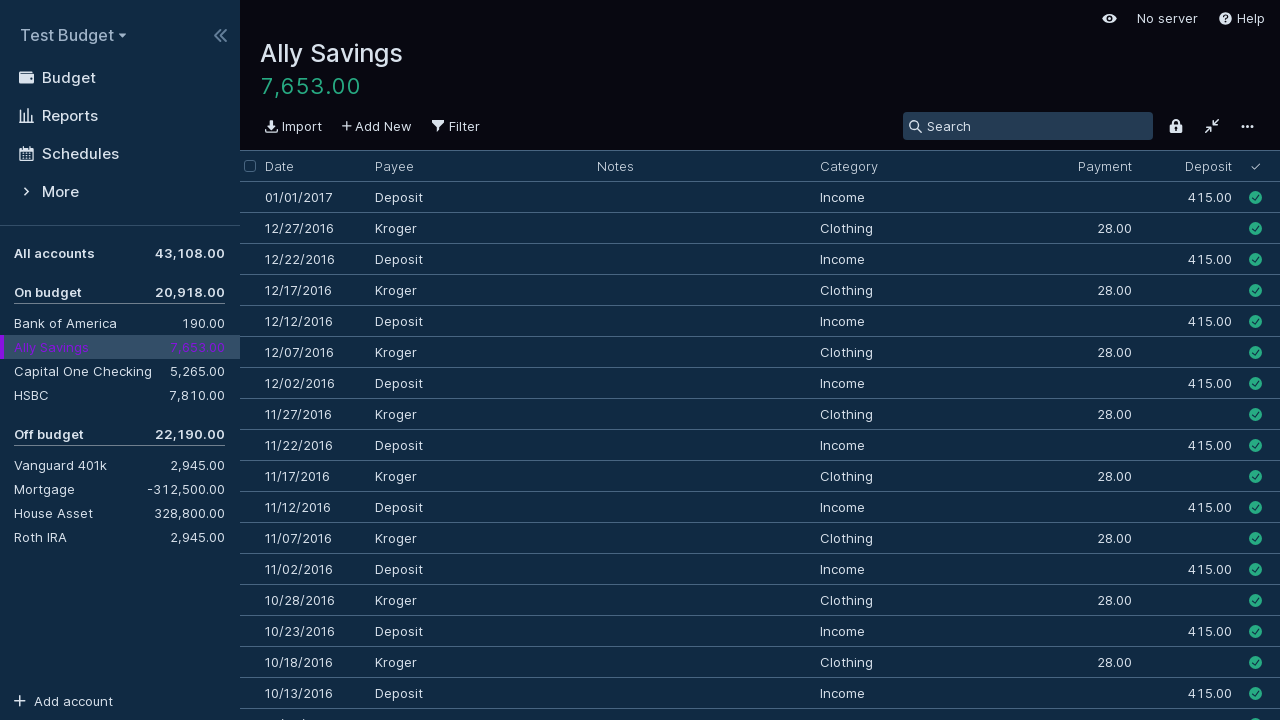 Test Budget
Budget
Reports
Schedules
More
All accounts 43,108.00
On budget 20,918.00
Bank of America 190.00
Ally Savings 7,653.00
Capital One Checking 5,265.00
HSBC 7,810.00
Off budget 22,190.00
Vanguard 401k 2,945.00
Mortgage -312,500.00
House Asset 328,800.00
Roth IRA 2,945.00
Add account
No server
Help
Ally Savings
7,653.00
Import
Add New
Filter
Search
Date Payee Notes Category Payment Deposit
01/01/2017 Deposit Income 415.00
12/27/2016 Kroger Clothing 28.00
12/22/2016 Deposit Income 415.00
12/17/2016 Kroger Clothing 28.00
12/12/2016 Deposit Income 415.00
12/07/2016 Kroger Clothing 28.00
12/02/2016 Deposit Income 415.00
11/27/2016 Kroger Clothing 28.00
11/22/2016 Deposit Income 415.00
11/17/2016 Kroger Clothing 28.00
11/12/2016 Deposit Income 415.00
11/07/2016 Kroger Clothing 28.00
11/02/2016 Deposit Income 415.00
10/28/2016 Kroger Clothing 28.00
10/23/2016 Deposit Income 415.00
10/18/2016 Kroger Clothing 28.00
10/13/2016 Deposit Income 415.00